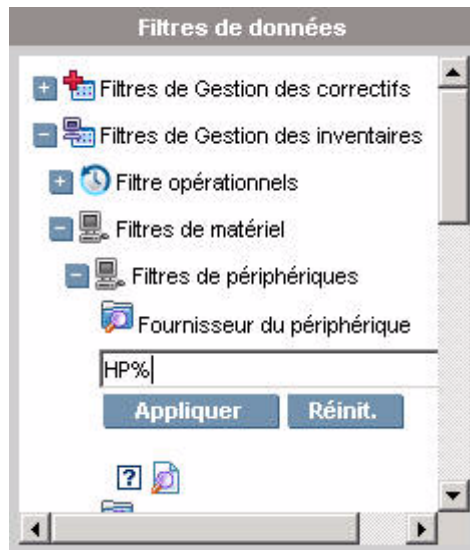 Filtres de données
Filtres de Gestion des correctifs
Filtres de Gestion des inventaires
Filtre opérationnels
Filtres de matériel
Filtres de périphériques
Fournisseur du périphérique
HP%
Appliquer Réinit.
?